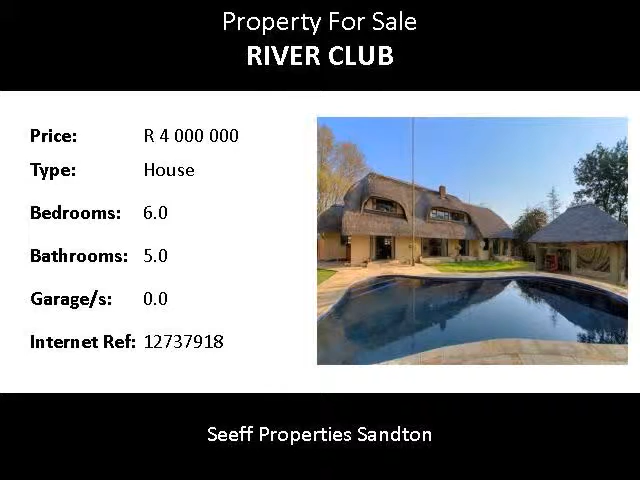 Property For Sale
RIVER CLUB
Price: R 4 000 000
Type: House
Bedrooms: 6.0
Bathrooms: 5.0
Garage/s: 0.0
Internet Ref: 12737918
Seeff Properties Sandton